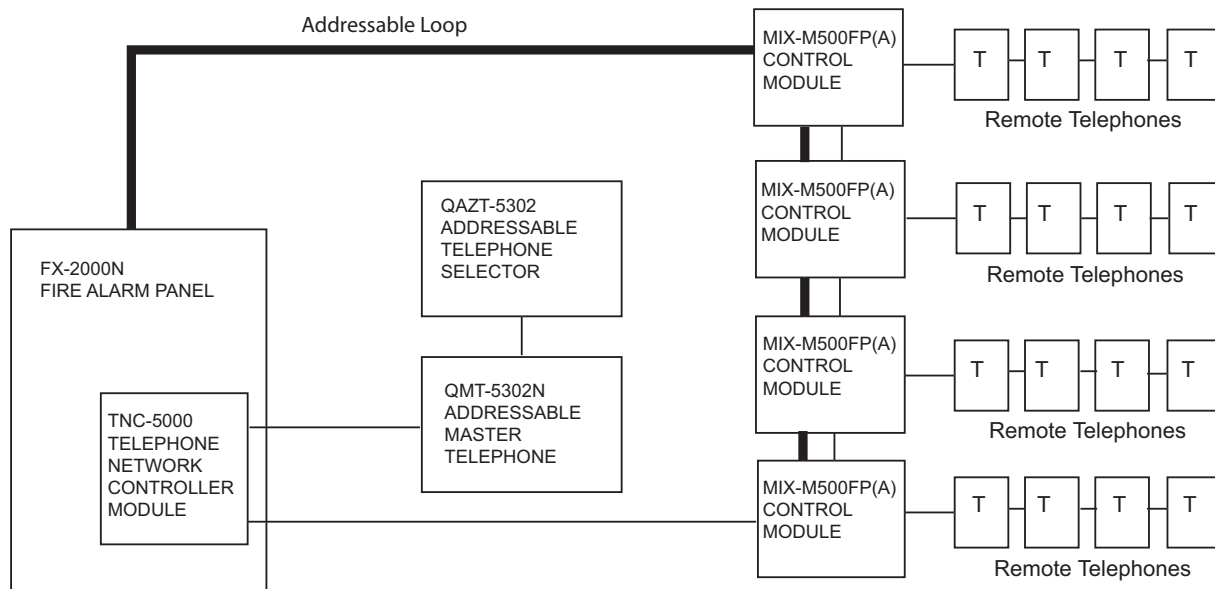 Addressable Loop
MIX-M500FP(A)
CONTROL
MODULE
T T T T
Remote Telephones
MIX-M500FP(A)
CONTROL
MODULE
T T T T
Remote Telephones
QAZT-5302
ADDRESSABLE
TELEPHONE
SELECTOR
FX-2000N
FIRE ALARM PANEL
MIX-M500FP(A)
CONTROL
MODULE
T T T T
Remote Telephones
QMT-5302N
ADDRESSABLE
MASTER
TELEPHONE
TNC-5000
TELEPHONE
NETWORK
CONTROLLER
MODULE
MIX-M500FP(A)
CONTROL
MODULE
T T T T
Remote Telephones